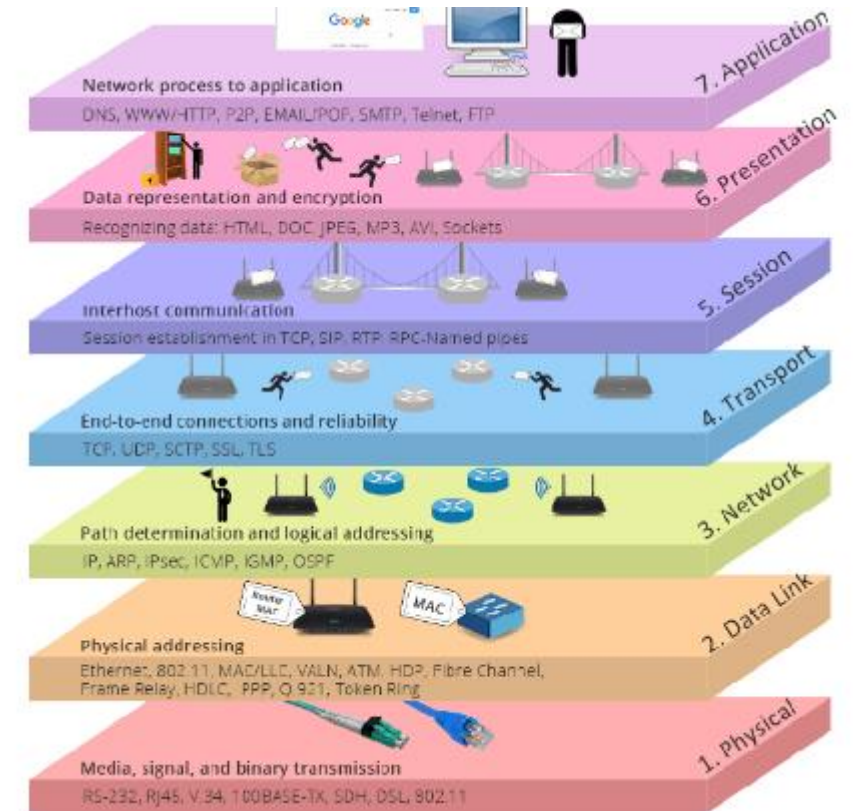 Google
7. Application
Network process to application
DNS, WWW/HTTP, P2P, EMAIL/POP, SMTP, Telnet, FTP
6. Presentation
Data representation and encryption
Recognizing data: HTML, DOC, JPEG, MP3, AVI, Sockets
5. Session
Interhost communication
Session establishment in TCP, SIP, RTP, RPC-Named pipes
4. Transport
End-to-end connections and reliability
TCP, UDP, SCTP, SSL, TLS
3. Network
Path determination and logical addressing
IP, ARP, IPsec, ICMP, IGMP, OSPF
Router
MAC
MAC
2. Data Link
Physical addressing
Ethernet, 802.11, MAC/LLC, VALN, ATM, HDP, Fibre Channel,
Frame Relay, HDLC, PPP, Q.921, Token Ring
1. Physical
Media, signal, and binary transmission
RS-232, RJ45, V.34, 100BASE-TX, SDH, DSL, 802.11